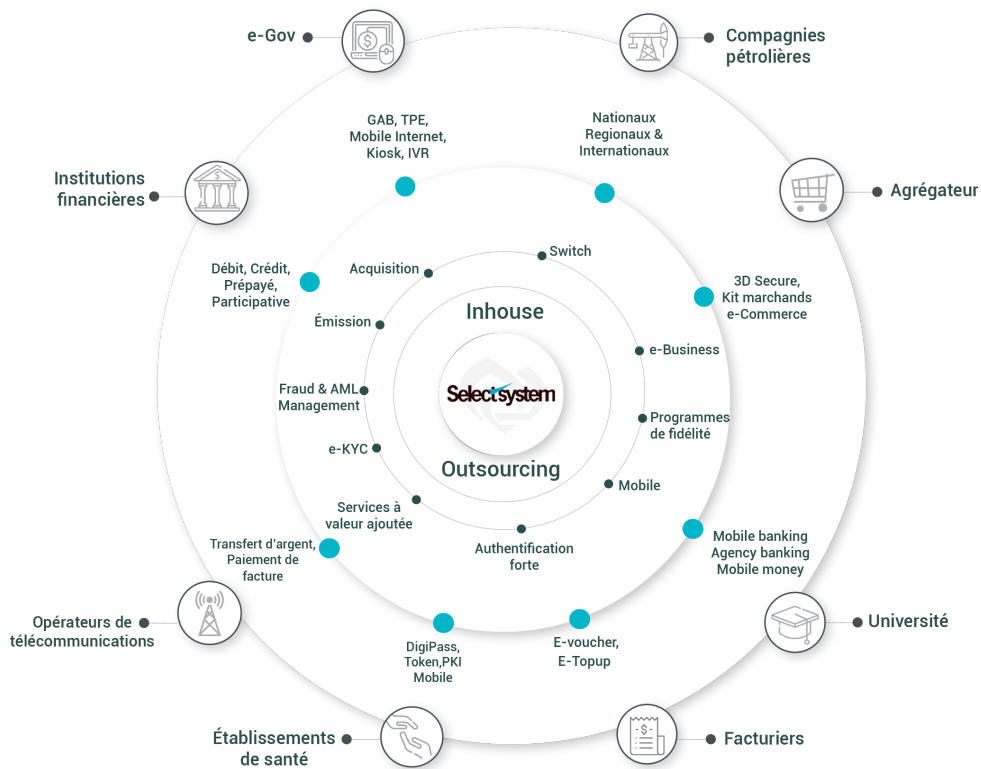 e-Gov
Compagnies
pétrolières
GAB, TPE,
Mobile Internet,
Kiosk, IVR
Nationaux
Regionaux &
Internationaux
Institutions
financières
Agrégateur
Débit, Crédit,
Prépayé,
Participative
Acquisition
Switch
3D Secure,
Kit marchands
e-Commerce
Émission
Inhouse
e-Business
Fraud & AML
Management
Selectsystem
Programmes
de fidélité
e-KYC
Outsourcing
Mobile
Services à
valeur ajoutée
Authentification
forte
Transfert d'argent,
Paiement de
facture
Mobile banking
Agency banking
Mobile money
Opérateurs de
télécommunications
Université
DigiPass,
Token,PKI
Mobile
E-voucher,
E-Topup
Établissements
de santé
Facturiers